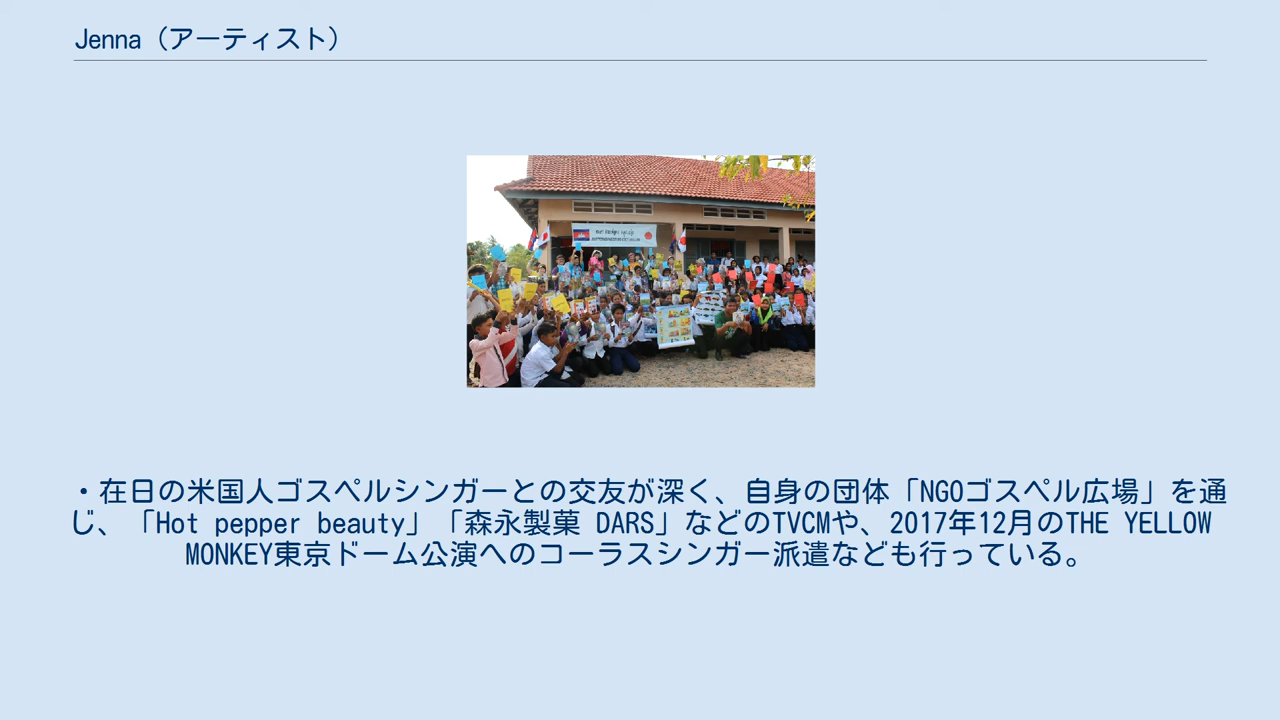 Jenna（アーティスト）
・在日の米国人ゴスペルシンガーとの交友が深く、自身の団体「NGOゴスペル広場」を通
じ、「Hot pepper beauty」「森永製菓 DARS」などのTVCMや、2017年12月のTHE YELLOW
MONKEY東京ドーム公演へのコーラスシンガー派遣なども行っている。